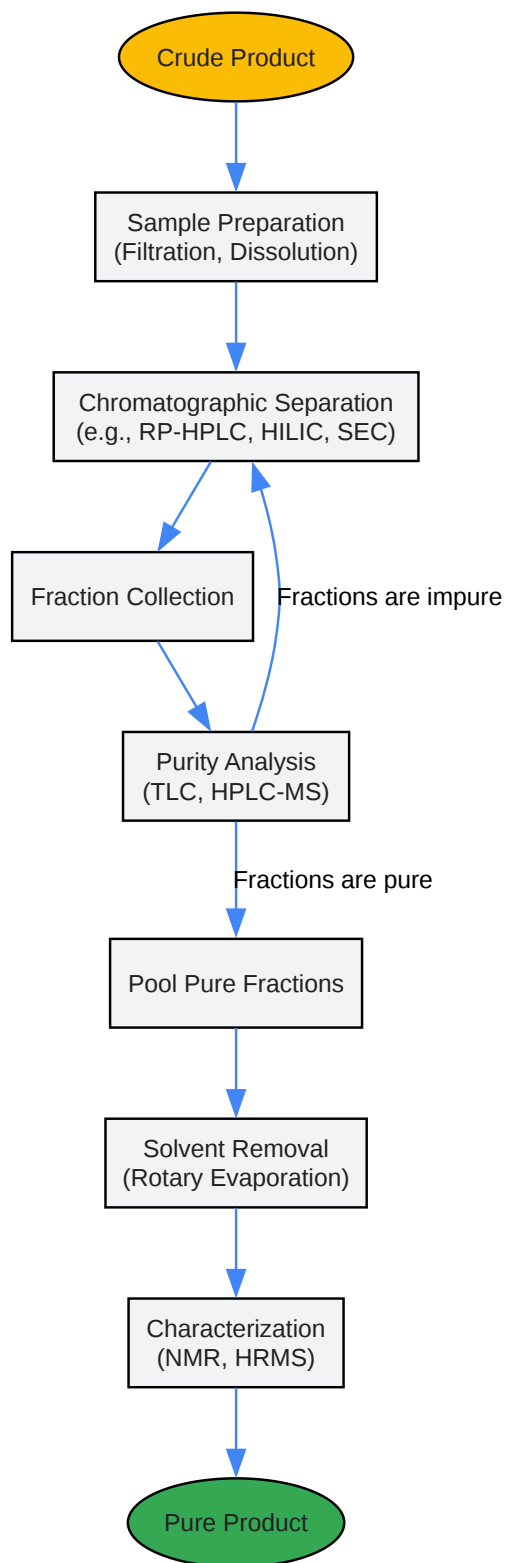 Crude Product
Sample Preparation
(Filtration, Dissolution)
Chromatographic Separation
(e.g., RP-HPLC, HILIC, SEC)
Fraction Collection
Fractions are impure
Purity Analysis
(TLC, HPLC-MS)
Fractions are pure
Pool Pure Fractions
Solvent Removal
(Rotary Evaporation)
Characterization
(NMR, HRMS)
Pure Product